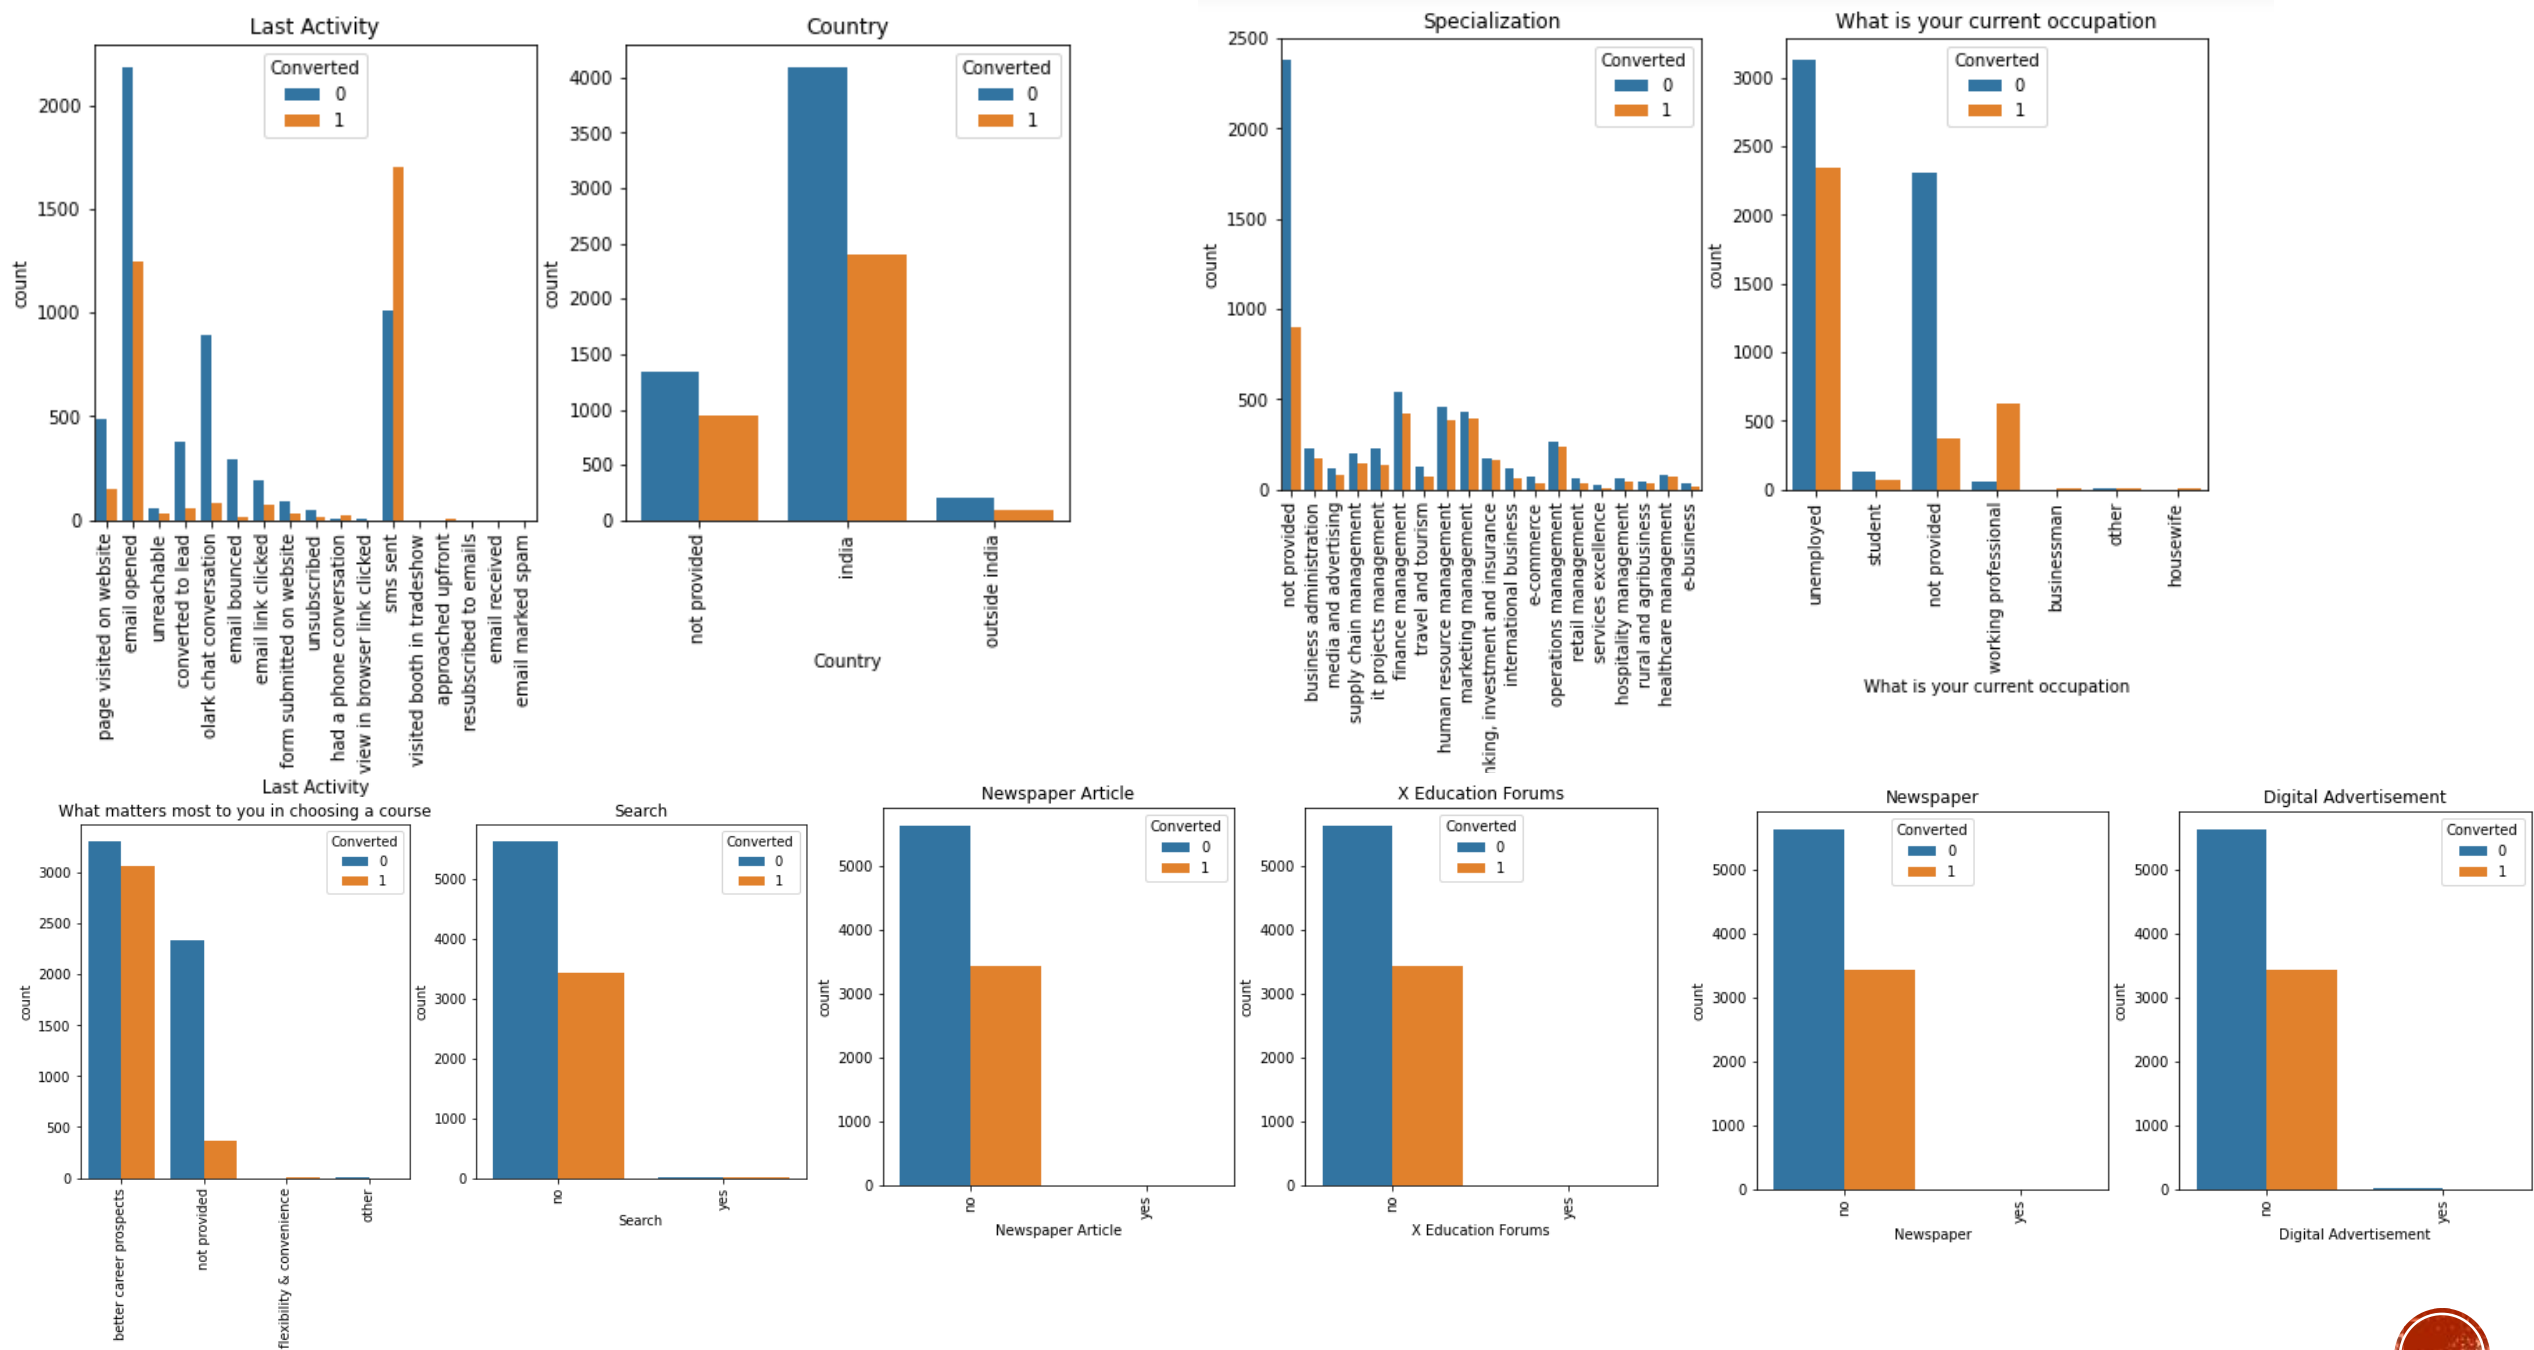 Last Activity
Converted
0
1
2000
1500
1000
500
0
count
page visited on website
email opened
unreachable
converted to lead
olark chat conversation
email bounced
email link clicked
form submitted on website
unsubscribed
had a phone conversation
view in browser link clicked
sms sent
visited booth in tradeshow
approached upfront
resubscribed to emails
email received
email marked spam
Last Activity
Country
Converted
0
1
4000
3500
3000
2500
2000
1500
1000
500
0
count
not provided
india
outside india
Country
Specialization
Converted
0
1
2500
2000
1500
1000
500
0
count
not provided
business administration
media and advertising
supply chain management
it projects management
finance management
travel and tourism
human resource management
marketing management
nking, investment and insurance
international business
e-commerce
operations management
retail management
services excellence
hospitality management
rural and agribusiness
healthcare management
e-business
What is your current occupation
Converted
0
1
3000
2500
2000
1500
1000
500
0
count
unemployed
student
not provided
working professional
businessman
other
housewife
What is your current occupation
What matters most to you in choosing a course
Converted
0
1
3000
2500
2000
1500
1000
500
0
count
better career prospects
not provided
flexibility & convenience
other
Search
Converted
0
1
5000
4000
3000
2000
1000
0
count
no
yes
Search
Newspaper Article
Converted
0
1
5000
4000
3000
2000
1000
0
count
no
yes
Newspaper Article
X Education Forums
Converted
0
1
5000
4000
3000
2000
1000
0
count
no
yes
X Education Forums
Newspaper
Converted
0
1
5000
4000
3000
2000
1000
0
count
no
yes
Newspaper
Digital Advertisement
Converted
0
1
5000
4000
3000
2000
1000
0
count
no
yes
Digital Advertisement